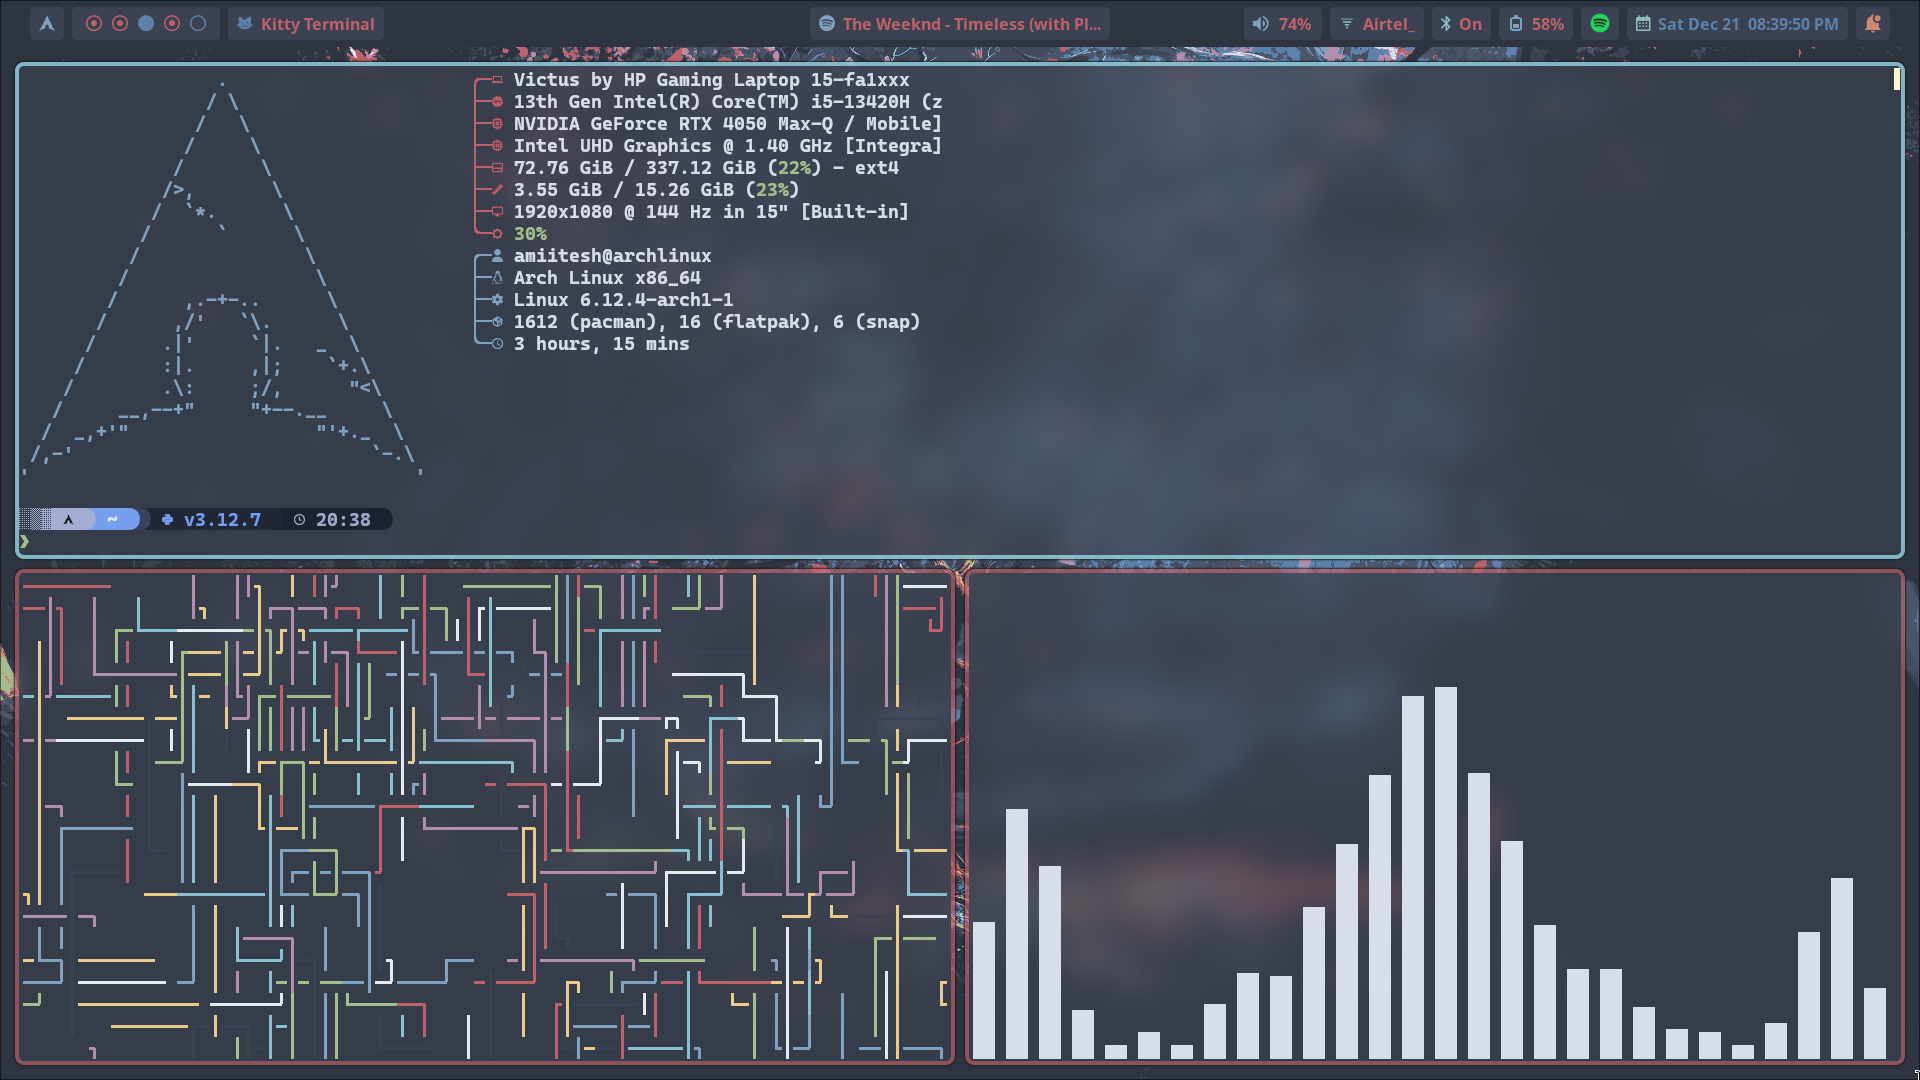 Kitty Terminal
The Weeknd - Timeless (with Pl...
74%
Airtel_
On
58%
Sat Dec 21 08:39:50 PM
Victus by HP Gaming Laptop 15-fa1xxx
13th Gen Intel(R) Core(TM) i5-13420H (z
NVIDIA GeForce RTX 4050 Max-Q / Mobile]
Intel UHD Graphics @ 1.40 GHz [Integra]
72.76 GiB / 337.12 GiB (22%) - ext4
3.55 GiB / 15.26 GiB (23%)
1920x1080 @ 144 Hz in 15" [Built-in]
30%
amiitesh@archlinux
Arch Linux x86_64
Linux 6.12.4-arch1-1
1612 (pacman), 16 (flatpak), 6 (snap)
3 hours, 15 mins
~ v3.12.7 20:38
❯